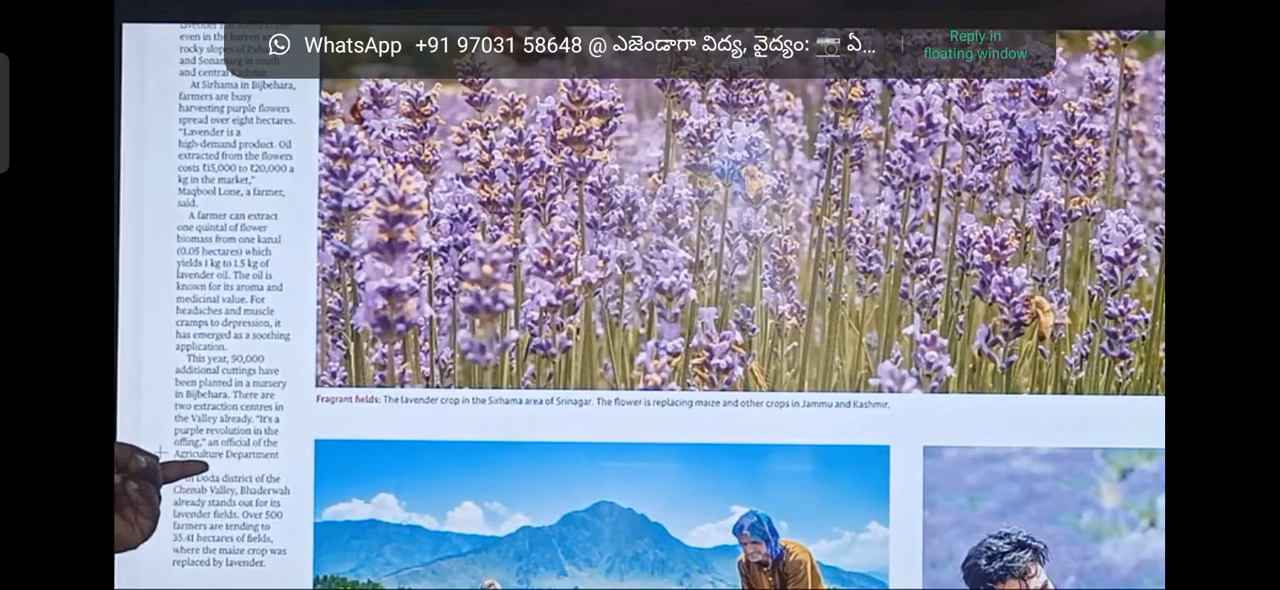 WhatsApp +91 97031 58648 @ ఎజెండాగా విద్య, వైద్యం: 📷 ఏ...
Reply in
floating window
even in the barren
rocky slopes of
and Sonamarg in south
and central Kashmir.
At Sirhama in Bijbehara,
farmers are busy
harvesting purple flowers
spread over eight hectares.
"Lavender is a
high-demand product. Oil
extracted from the flowers
costs ₹15,000 to ₹20,000 a
kg in the market,"
Maqbool Lone, a farmer,
said.
A farmer can extract
one quintal of flower
biomass from one kanal
(0.05 hectares) which
yields 1 kg to 1.5 kg of
lavender oil. The oil is
known for its aroma and
medicinal value. For
headaches and muscle
cramps to depression, it
has emerged as a soothing
application.
This year, 90,000
additional cuttings have
been planted in a nursery
in Bijbehara. There are
two extraction centres in
the Valley already. "It's a
purple revolution in the
offing," an official of the
Agriculture Department
In Doda district of the
Chenab Valley, Bhaderwah
already stands out for its
lavender fields. Over 500
farmers are tending to
35.41 hectares of fields,
where the maize crop was
replaced by lavender.
Fragrant fields: The lavender crop in the Sirhama area of Srinagar. The flower is replacing maize and other crops in Jammu and Kashmir.